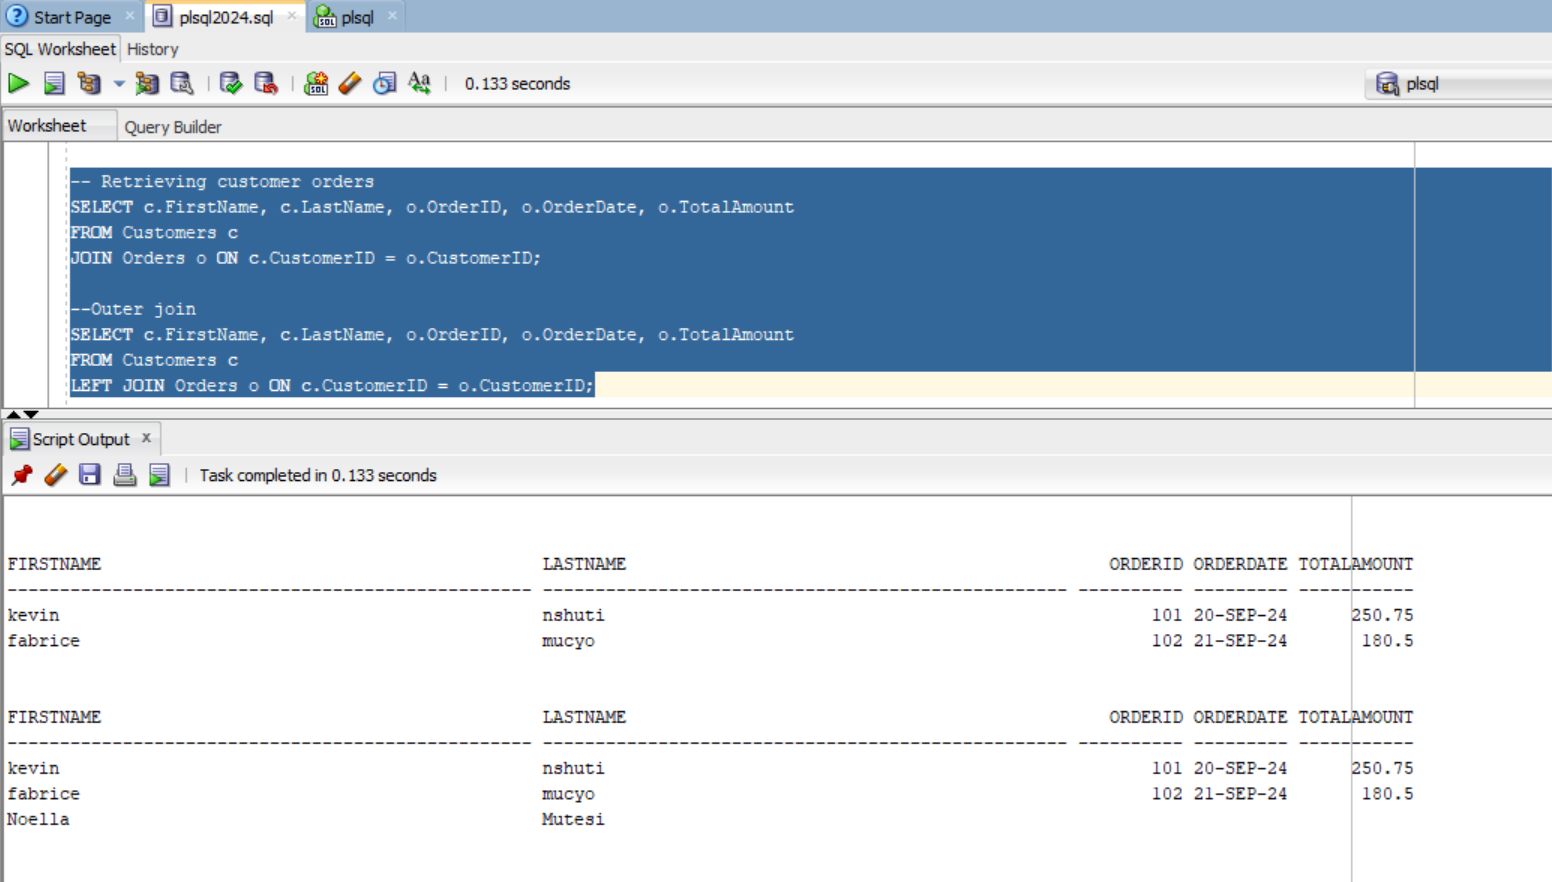 Start Page plsql2024.sql plsql
SQL Worksheet History
0.133 seconds plsql
Worksheet Query Builder
-- Retrieving customer orders
SELECT c.FirstName, c.LastName, o.OrderID, o.OrderDate, o.TotalAmount
FROM Customers c
JOIN Orders o ON c.CustomerID = o.CustomerID;
--Outer join
SELECT c.FirstName, c.LastName, o.OrderID, o.OrderDate, o.TotalAmount
FROM Customers c
LEFT JOIN Orders o ON c.CustomerID = o.CustomerID;
Script Output x
Task completed in 0.133 seconds
FIRSTNAME LASTNAME ORDERID ORDERDATE TOTALAMOUNT
-------------------------------------------------- -------------------------------------------------- ---------- --------- -----------
kevin nshuti 101 20-SEP-24 250.75
fabrice mucyo 102 21-SEP-24 180.5
FIRSTNAME LASTNAME ORDERID ORDERDATE TOTALAMOUNT
-------------------------------------------------- -------------------------------------------------- ---------- --------- -----------
kevin nshuti 101 20-SEP-24 250.75
fabrice mucyo 102 21-SEP-24 180.5
Noella Mutesi